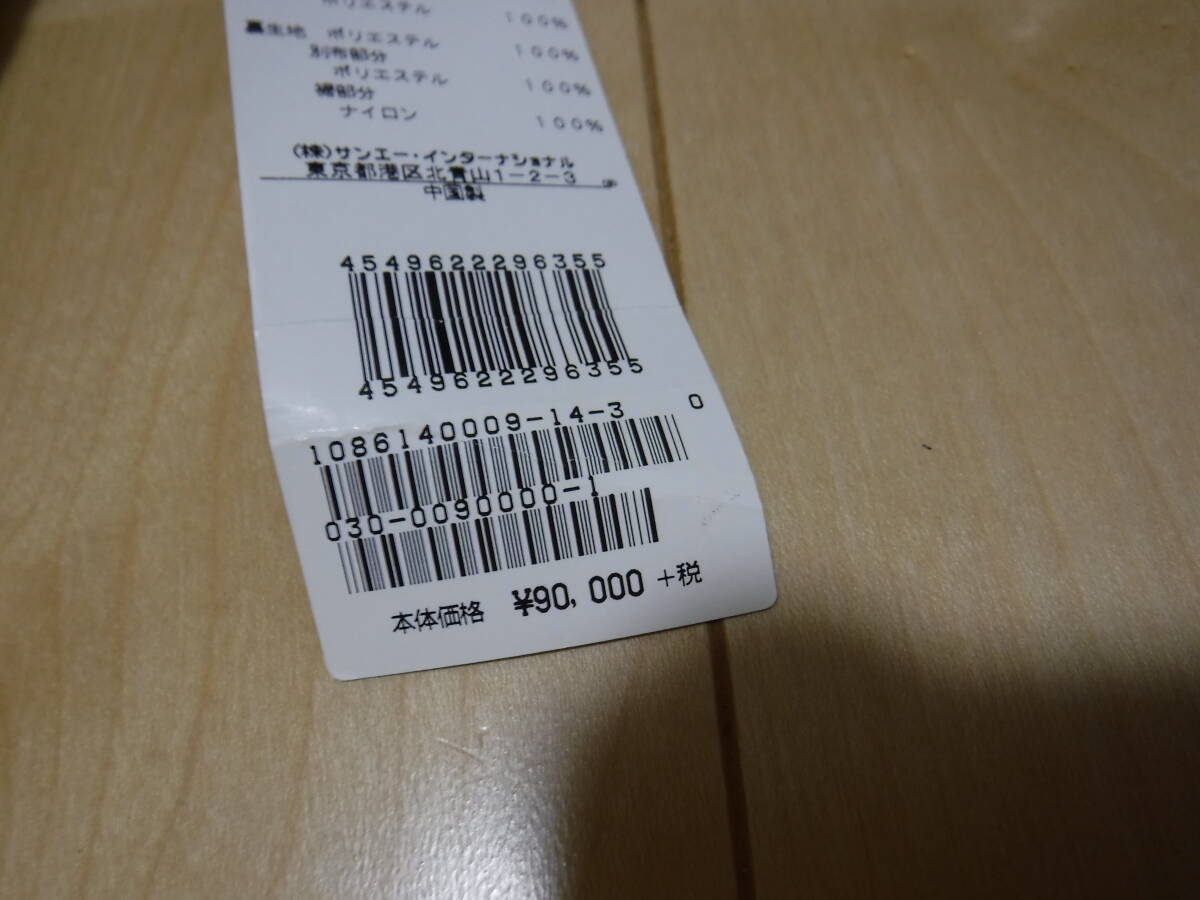 ポリエステル 100%
裏生地 ポリエステル 100%
別布部分
ポリエステル 100%
裾部分
ナイロン 100%
(株)サンエー・インターナショナル
東京都港区北青山1-2-3
中国製
4549622296355
4549622296355
1086140009-14-3 0
030-0090000-1
本体価格 ¥90,000 +税